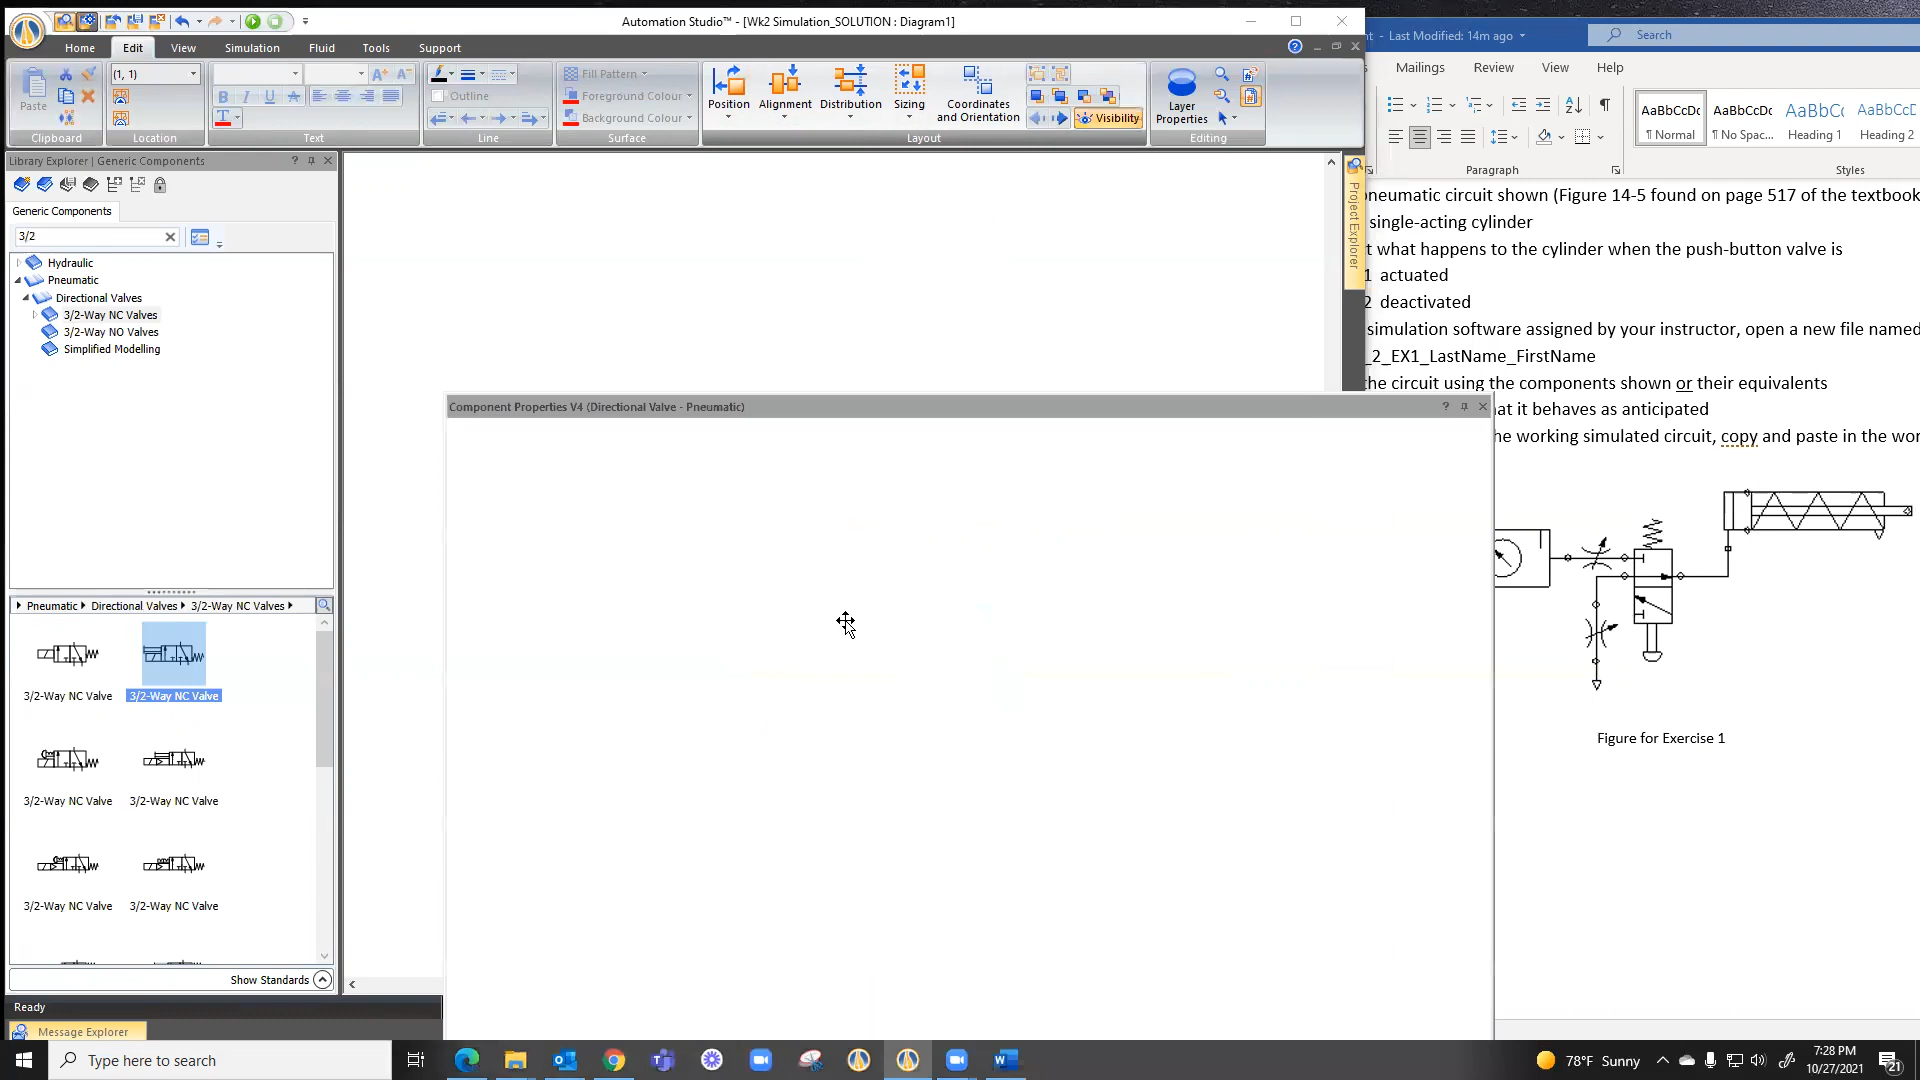 Automation Studio™ - [Wk2 Simulation_SOLUTION : Diagram1]
Home Edit View Simulation Fluid Tools Support
Paste
(1, 1)
Clipboard
Location
B I U A
T
Text
Outline
Line
Fill Pattern
Foreground Colour
Background Colour
Surface
Position
Alignment
Distribution
Sizing
Coordinates
and Orientation
Visibility
Layout
Layer
Properties
Editing
- Last Modified: 14m ago
Search
Mailings Review View Help
AaBbCcDc
¶ Normal
AaBbCcDc
¶ No Spac...
AaBbCc
Heading 1
AaBbCcD
Heading 2
Paragraph
Styles
Library Explorer | Generic Components
Generic Components
3/2
Hydraulic
Pneumatic
Directional Valves
3/2-Way NC Valves
3/2-Way NO Valves
Simplified Modelling
Pneumatic Directional Valves 3/2-Way NC Valves
3/2-Way NC Valve 3/2-Way NC Valve
3/2-Way NC Valve 3/2-Way NC Valve
3/2-Way NC Valve 3/2-Way NC Valve
Show Standards
Ready
Message Explorer
Project Explorer
Component Properties V4 (Directional Valve - Pneumatic)
pneumatic circuit shown (Figure 14-5 found on page 517 of the textbook
single-acting cylinder
t what happens to the cylinder when the push-button valve is
1 actuated
2 deactivated
simulation software assigned by your instructor, open a new file named
_2_EX1_LastName_FirstName
the circuit using the components shown or their equivalents
hat it behaves as anticipated
he working simulated circuit, copy and paste in the wor
Figure for Exercise 1
Type here to search
78°F Sunny
7:28 PM
10/27/2021
21